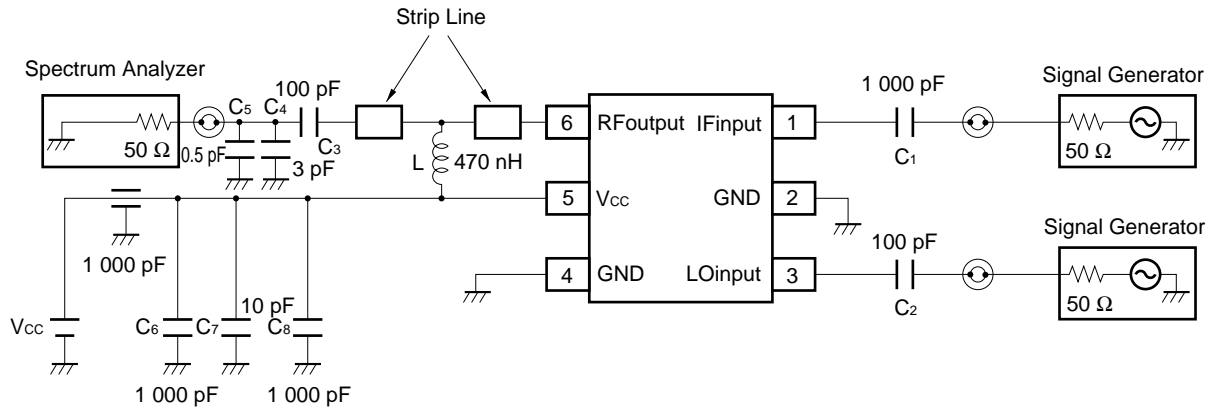 Strip Line
Spectrum Analyzer
100 pF
C5 C4
C3
50 Ω
0.5 pF
3 pF
L 470 nH
6 RFoutput IFinput 1
5 VCC GND 2
4 GND LOinput 3
1 000 pF
C1
Signal Generator
50 Ω
100 pF
C2
Signal Generator
50 Ω
1 000 pF
VCC
C6 C7 10 pF C8
1 000 pF 1 000 pF